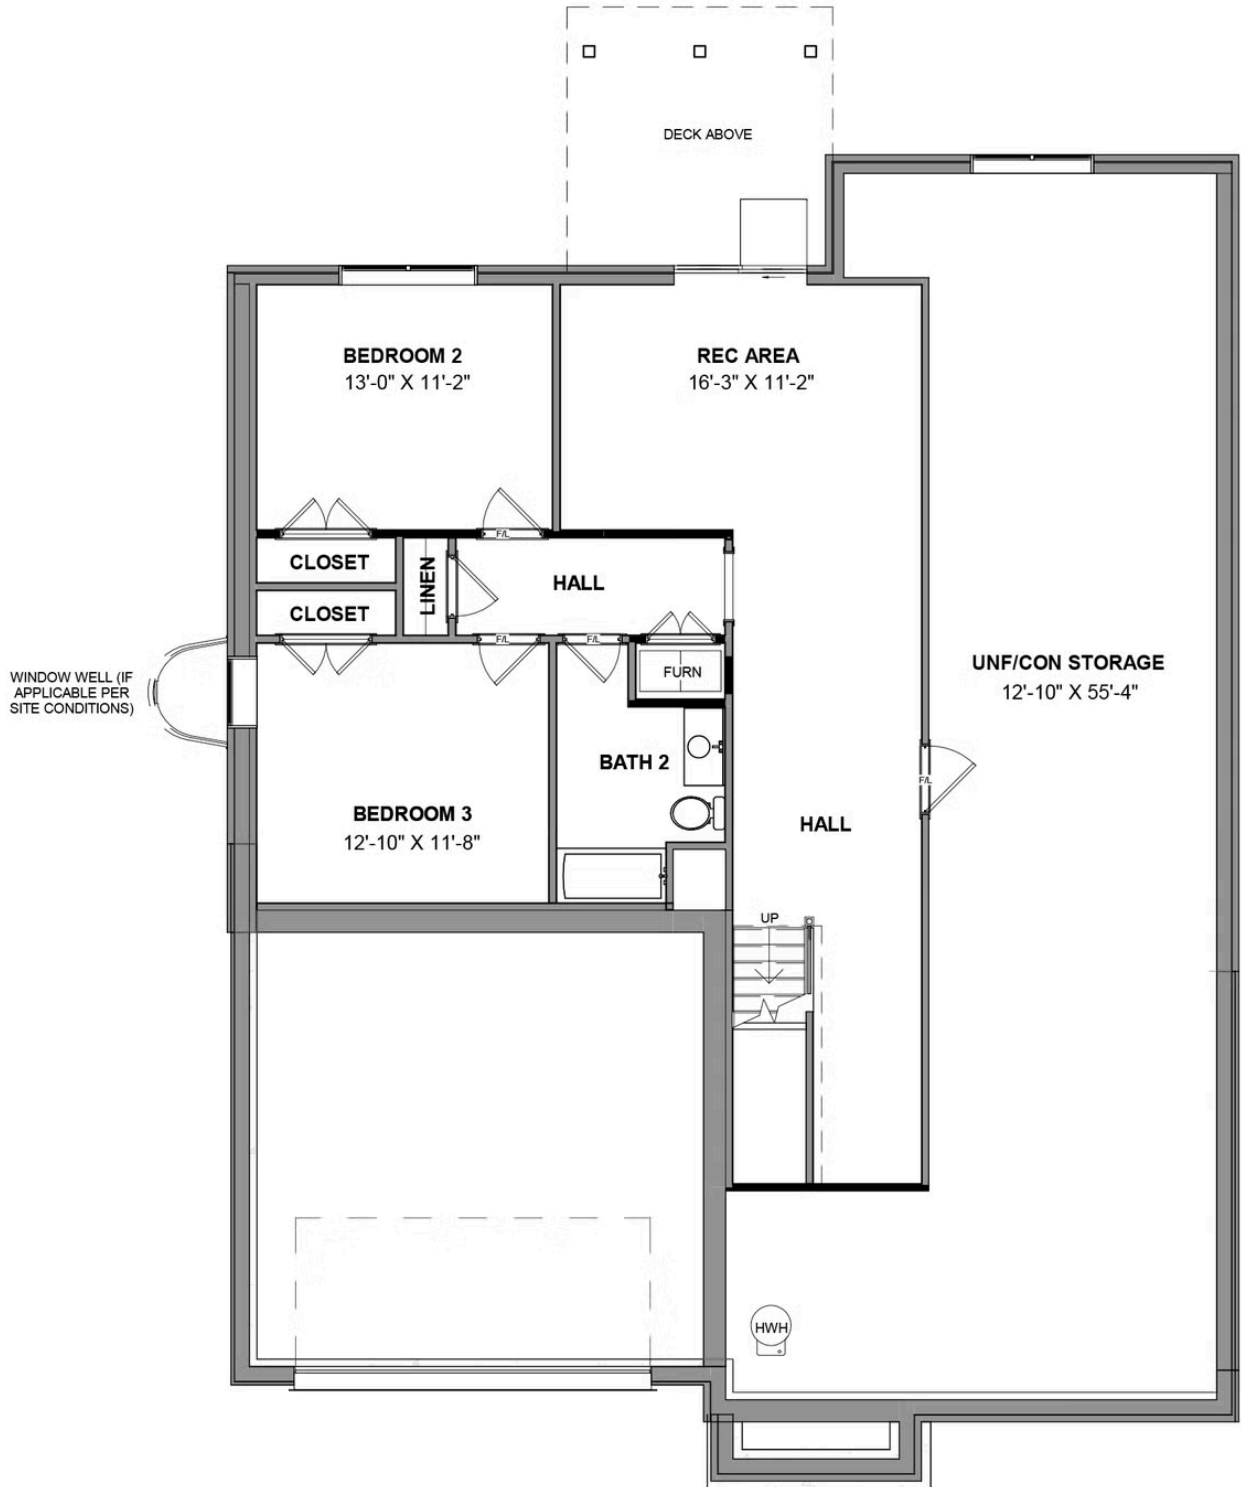 DECK ABOVE
BEDROOM 2
13'-0" X 11'-2"
REC AREA
16'-3" X 11'-2"
F/L
CLOSET
LINEN
HALL
CLOSET
F/L
F/L
WINDOW WELL (IF
APPLICABLE PER
SITE CONDITIONS)
FURN
UNF/CON STORAGE
12'-10" X 55'-4"
BATH 2
F/L
BEDROOM 3
12'-10" X 11'-8"
HALL
UP
HWH